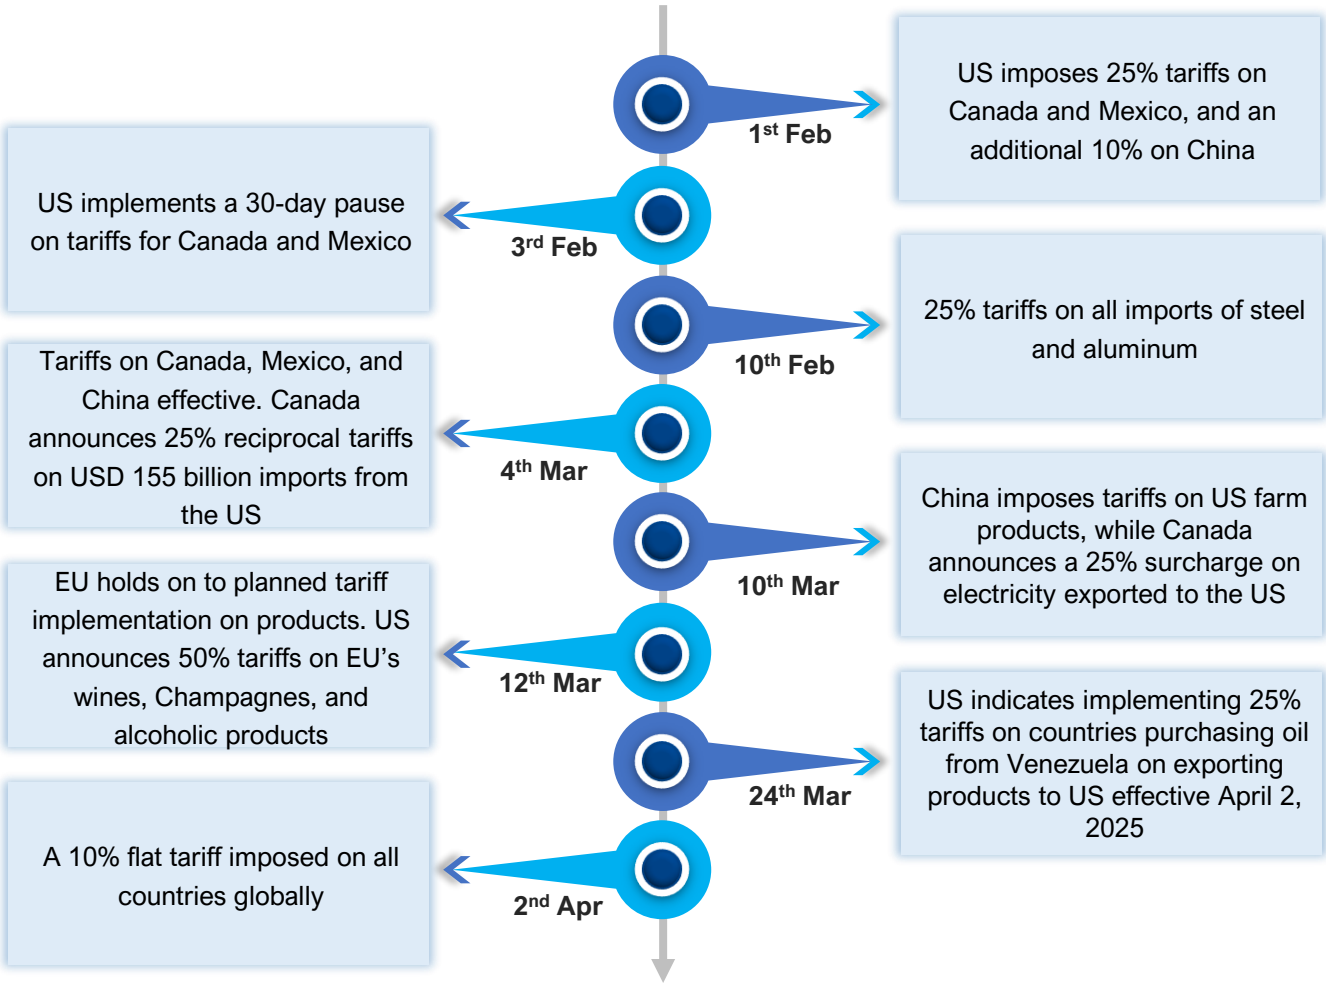 1st Feb
US imposes 25% tariffs on
Canada and Mexico, and an
additional 10% on China
3rd Feb
US implements a 30-day pause
on tariffs for Canada and Mexico
10th Feb
25% tariffs on all imports of steel
and aluminum
4th Mar
Tariffs on Canada, Mexico, and
China effective. Canada
announces 25% reciprocal tariffs
on USD 155 billion imports from
the US
10th Mar
China imposes tariffs on US farm
products, while Canada
announces a 25% surcharge on
electricity exported to the US
12th Mar
EU holds on to planned tariff
implementation on products. US
announces 50% tariffs on EU’s
wines, Champagnes, and
alcoholic products
24th Mar
US indicates implementing 25%
tariffs on countries purchasing oil
from Venezuela on exporting
products to US effective April 2,
2025
2nd Apr
A 10% flat tariff imposed on all
countries globally